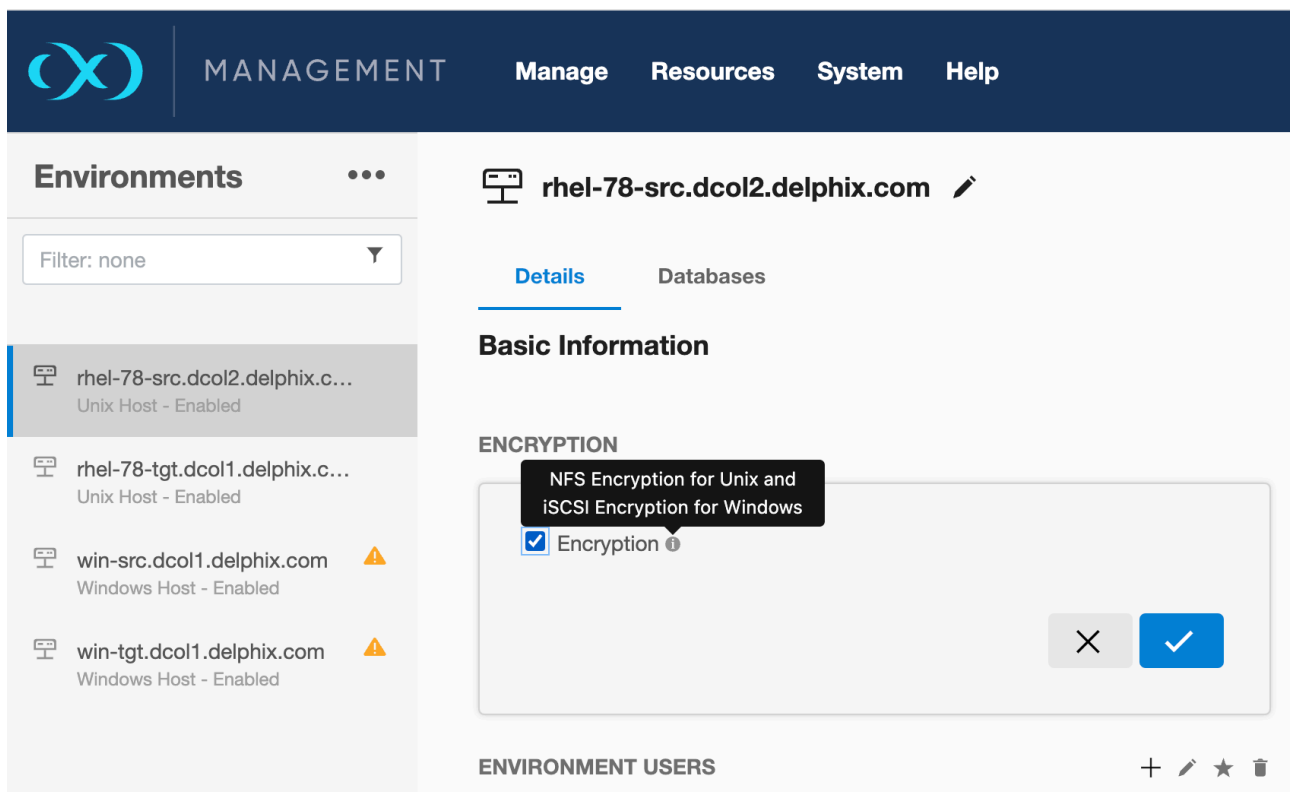 MANAGEMENT
Manage
Resources
System
Help
Environments
Filter: none
rhel-78-src.dcol2.delphix.c...
Unix Host - Enabled
rhel-78-tgt.dcol1.delphix.c...
Unix Host - Enabled
win-src.dcol1.delphix.com
Windows Host - Enabled
win-tgt.dcol1.delphix.com
Windows Host - Enabled
rhel-78-src.dcol2.delphix.com
Details
Databases
Basic Information
ENCRYPTION
NFS Encryption for Unix and
iSCSI Encryption for Windows
Encryption
ENVIRONMENT USERS